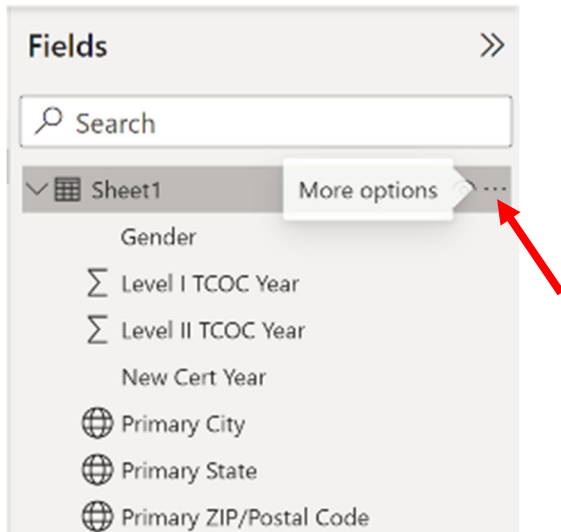 Fields
Search
Sheet1 More options
Gender
Level I TCOC Year
Level II TCOC Year
New Cert Year
Primary City
Primary State
Primary ZIP/Postal Code